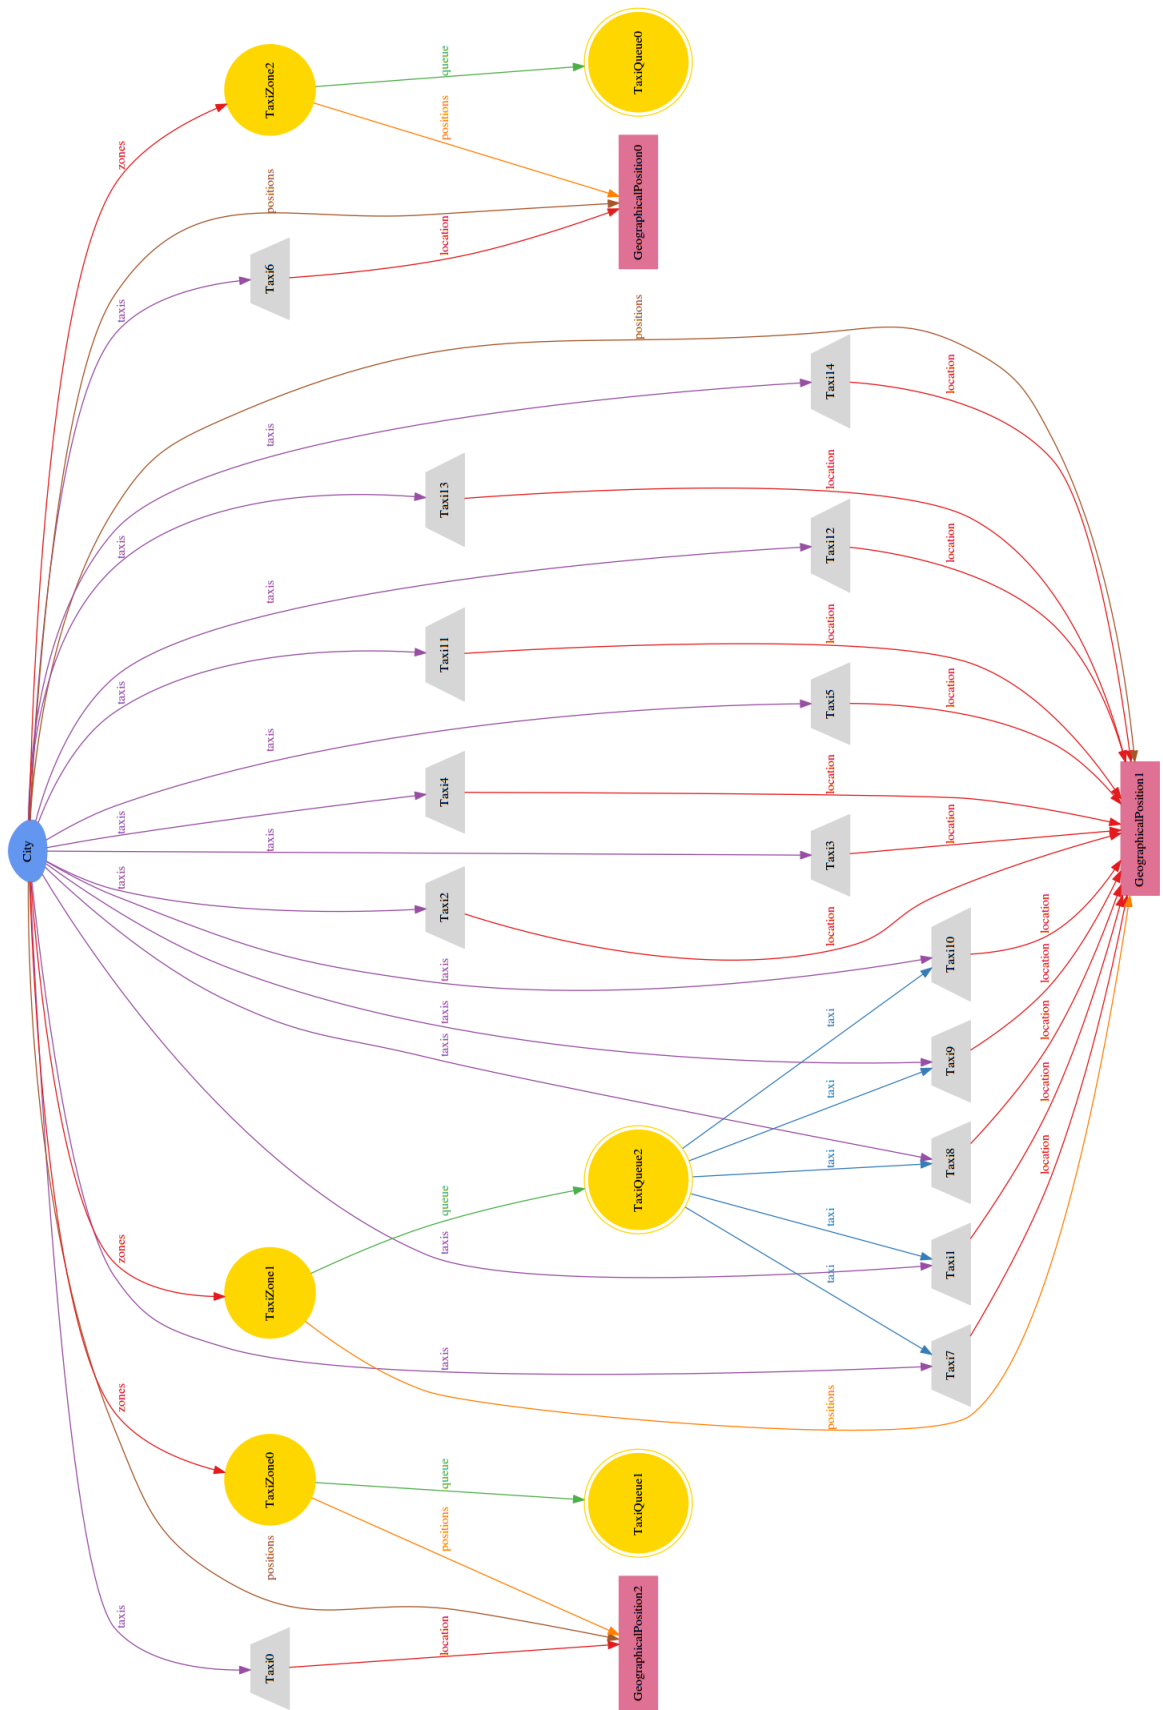 City
taxis
zones
zones
taxis
taxis
taxis
taxis
taxis
zones
Taxi0
positions
TaxiZone0
TaxiZone1
taxis
taxis
taxis
taxis
Taxi6
positions
TaxiZone2
location
positions
queue
taxis
taxis
queue
taxis
taxis
taxis
Taxi2
Taxi4
Taxi11
Taxi13
location
positions
queue
GeographicalPosition2
TaxiQueue1
TaxiQueue2
positions
GeographicalPosition0
TaxiQueue0
positions
taxi
taxi
taxi
taxi
taxi
location
Taxi3
location
Taxi5
location
Taxi12
location
Taxi14
Taxi7
Taxi1
Taxi8
Taxi9
Taxi10
location
location
location
location
location
location
location
location
location
GeographicalPosition1